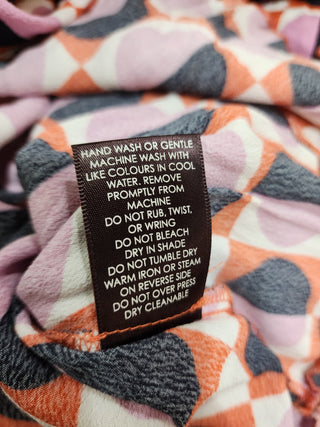 HAND WASH OR GENTLE
MACHINE WASH WITH
LIKE COLOURS IN COOL
WATER, REMOVE
PROMPTLY FROM
MACHINE
DO NOT RUB, TWIST,
OR WRING
DO NOT BLEACH
DRY IN SHADE
DO NOT TUMBLE DRY
WARM IRON OR STEAM
ON REVERSE SIDE
DO NOT OVER PRESS
DRY CLEANABLE